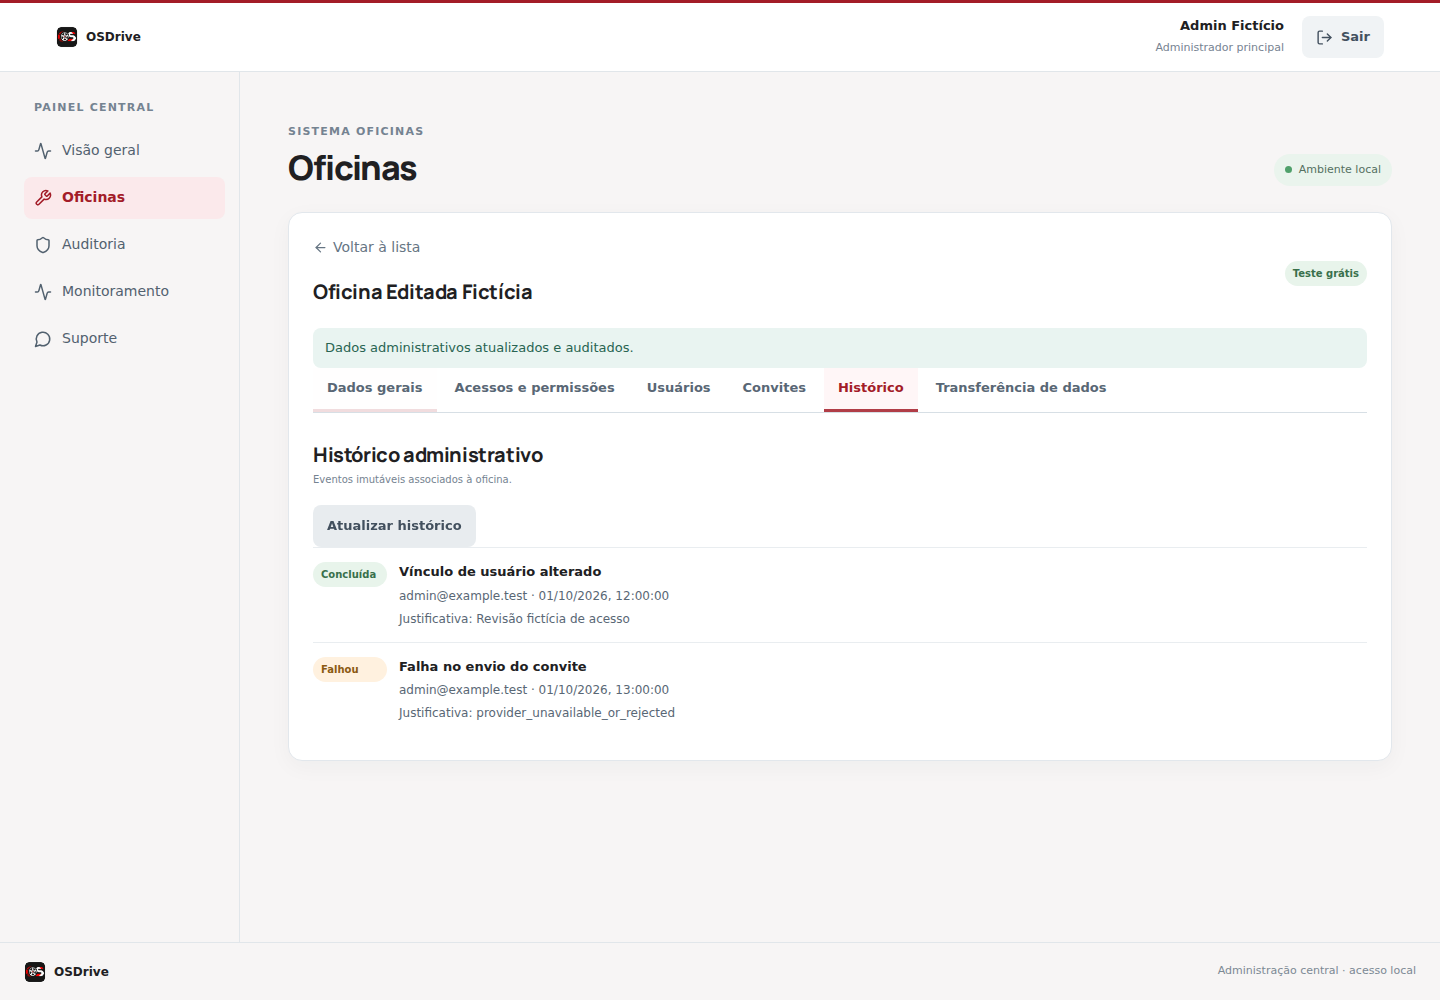 OSDrive
Admin Fictício
Administrador principal
Sair
PAINEL CENTRAL
Visão geral
Oficinas
Auditoria
Monitoramento
Suporte
SISTEMA OFICINAS
Oficinas
Ambiente local
Voltar à lista
Teste grátis
Oficina Editada Fictícia
Dados administrativos atualizados e auditados.
Dados gerais
Acessos e permissões
Usuários
Convites
Histórico
Transferência de dados
Histórico administrativo
Eventos imutáveis associados à oficina.
Atualizar histórico
Concluída
Vínculo de usuário alterado
admin@example.test · 01/10/2026, 12:00:00
Justificativa: Revisão fictícia de acesso
Falhou
Falha no envio do convite
admin@example.test · 01/10/2026, 13:00:00
Justificativa: provider_unavailable_or_rejected
OSDrive
Administração central · acesso local